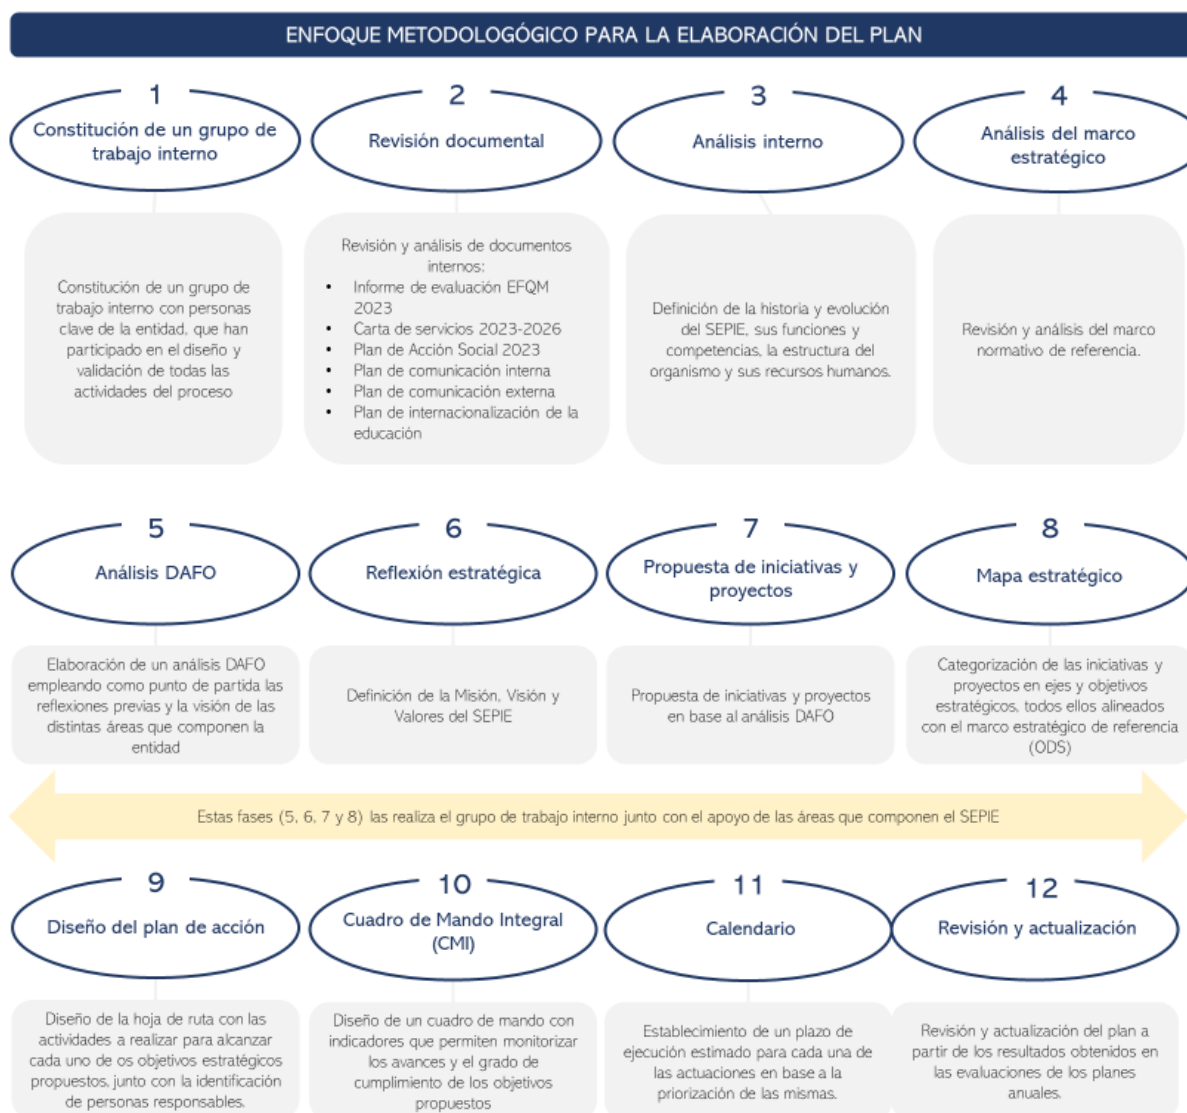 ENFOQUE METODOLOGÓGICO PARA LA ELABORACIÓN DEL PLAN
1
Constitución de un grupo de
trabajo interno
Constitución de un grupo de
trabajo interno con personas
clave de la entidad, que han
participado en el diseño y
validación de todas las
actividades del proceso
2
Revisión documental
Revisión y análisis de documentos
internos:
• Informe de evaluación EFQM
2023
• Carta de servicios 2023-2026
• Plan de Acción Social 2023
• Plan de comunicación interna
• Plan de comunicación externa
• Plan de internacionalización de la
educación
3
Análisis interno
Definición de la historia y evolución
del SEPIE, sus funciones y
competencias, la estructura del
organismo y sus recursos humanos.
4
Análisis del marco
estratégico
Revisión y análisis del marco
normativo de referencia.
5
Análisis DAFO
Elaboración de un análisis DAFO
empleando como punto de partida las
reflexiones previas y la visión de las
distintas áreas que componen la
entidad
6
Reflexión estratégica
Definición de la Misión, Visión y
Valores del SEPIE
7
Propuesta de iniciativas y
proyectos
Propuesta de iniciativas y proyectos
en base al análisis DAFO
8
Mapa estratégico
Categorización de las iniciativas y
proyectos en ejes y objetivos
estratégicos, todos ellos alineados
con el marco estratégico de referencia
(ODS)
Estas fases (5, 6, 7 y 8) las realiza el grupo de trabajo interno junto con el apoyo de las áreas que componen el SEPIE
9
Diseño del plan de acción
Diseño de la hoja de ruta con las
actividades a realizar para alcanzar
cada uno de os objetivos estratégicos
propuestos, junto con la identificación
de personas responsables.
10
Cuadro de Mando Integral
(CMI)
Diseño de un cuadro de mando con
indicadores que permiten monitorizar
los avances y el grado de
cumplimiento de los objetivos
propuestos
11
Calendario
Establecimiento de un plazo de
ejecución estimado para cada una de
las actuaciones en base a la
priorización de las mismas.
12
Revisión y actualización
Revisión y actualización del plan a
partir de los resultados obtenidos en
las evaluaciones de los planes
anuales.